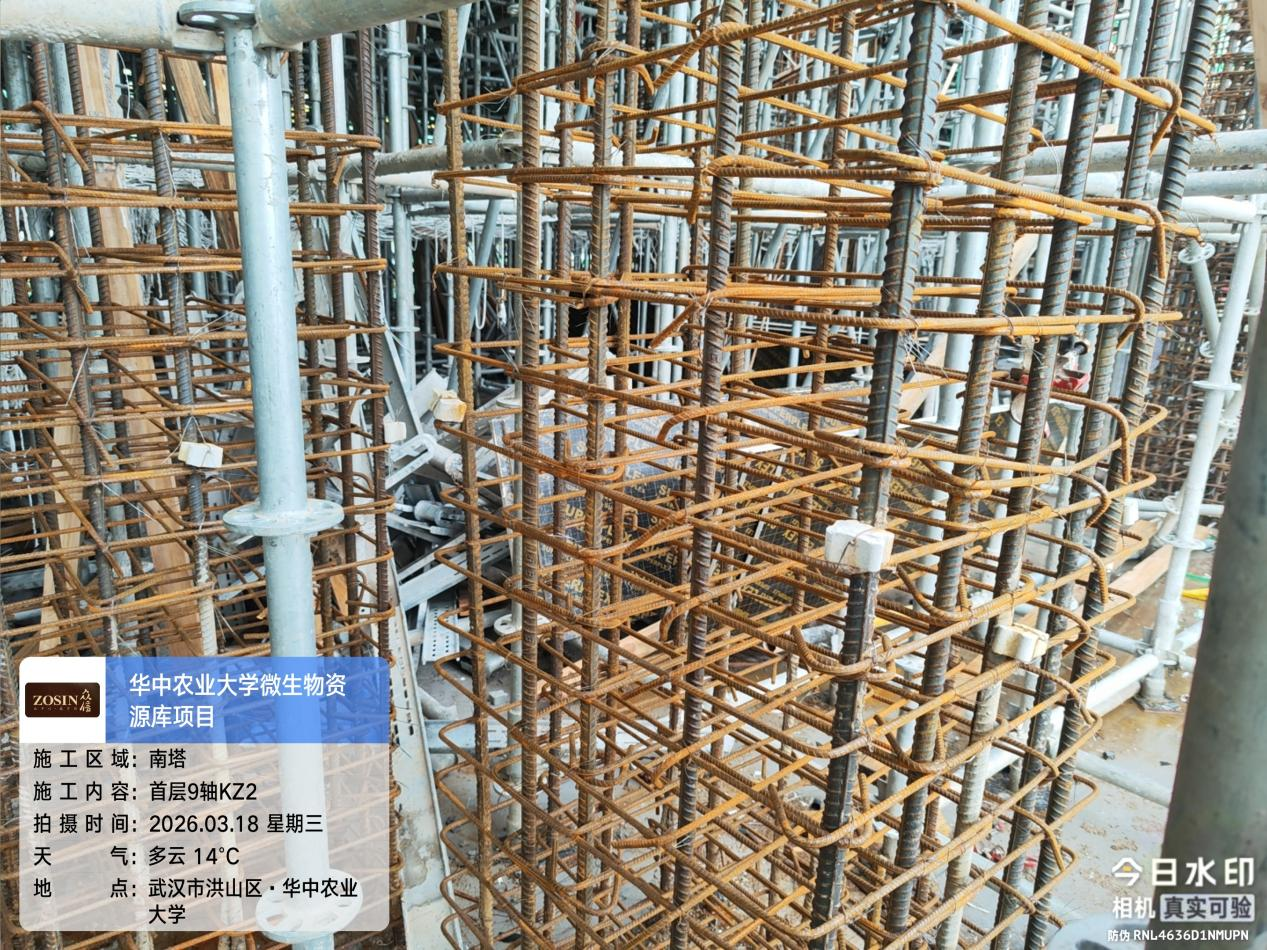 ZOSIN 众信
华中农业大学微生物资
源库项目
施工区域：南塔
施工内容：首层9轴KZ2
拍摄时间：2026.03.18 星期三
天气：多云 14℃
地点：武汉市洪山区·华中农业
大学
今日水印
相机 真实可验
防伪 RNL4636D1NMUPN